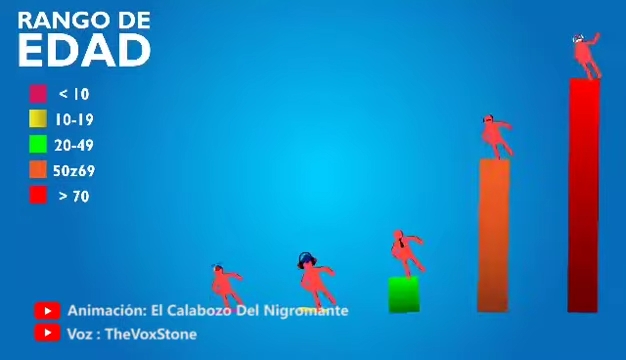 RANGO DE
EDAD
< 10
10-19
20-49
50z69
> 70
Animación: El Calabozo Del Nigromante
Voz : TheVoxStone